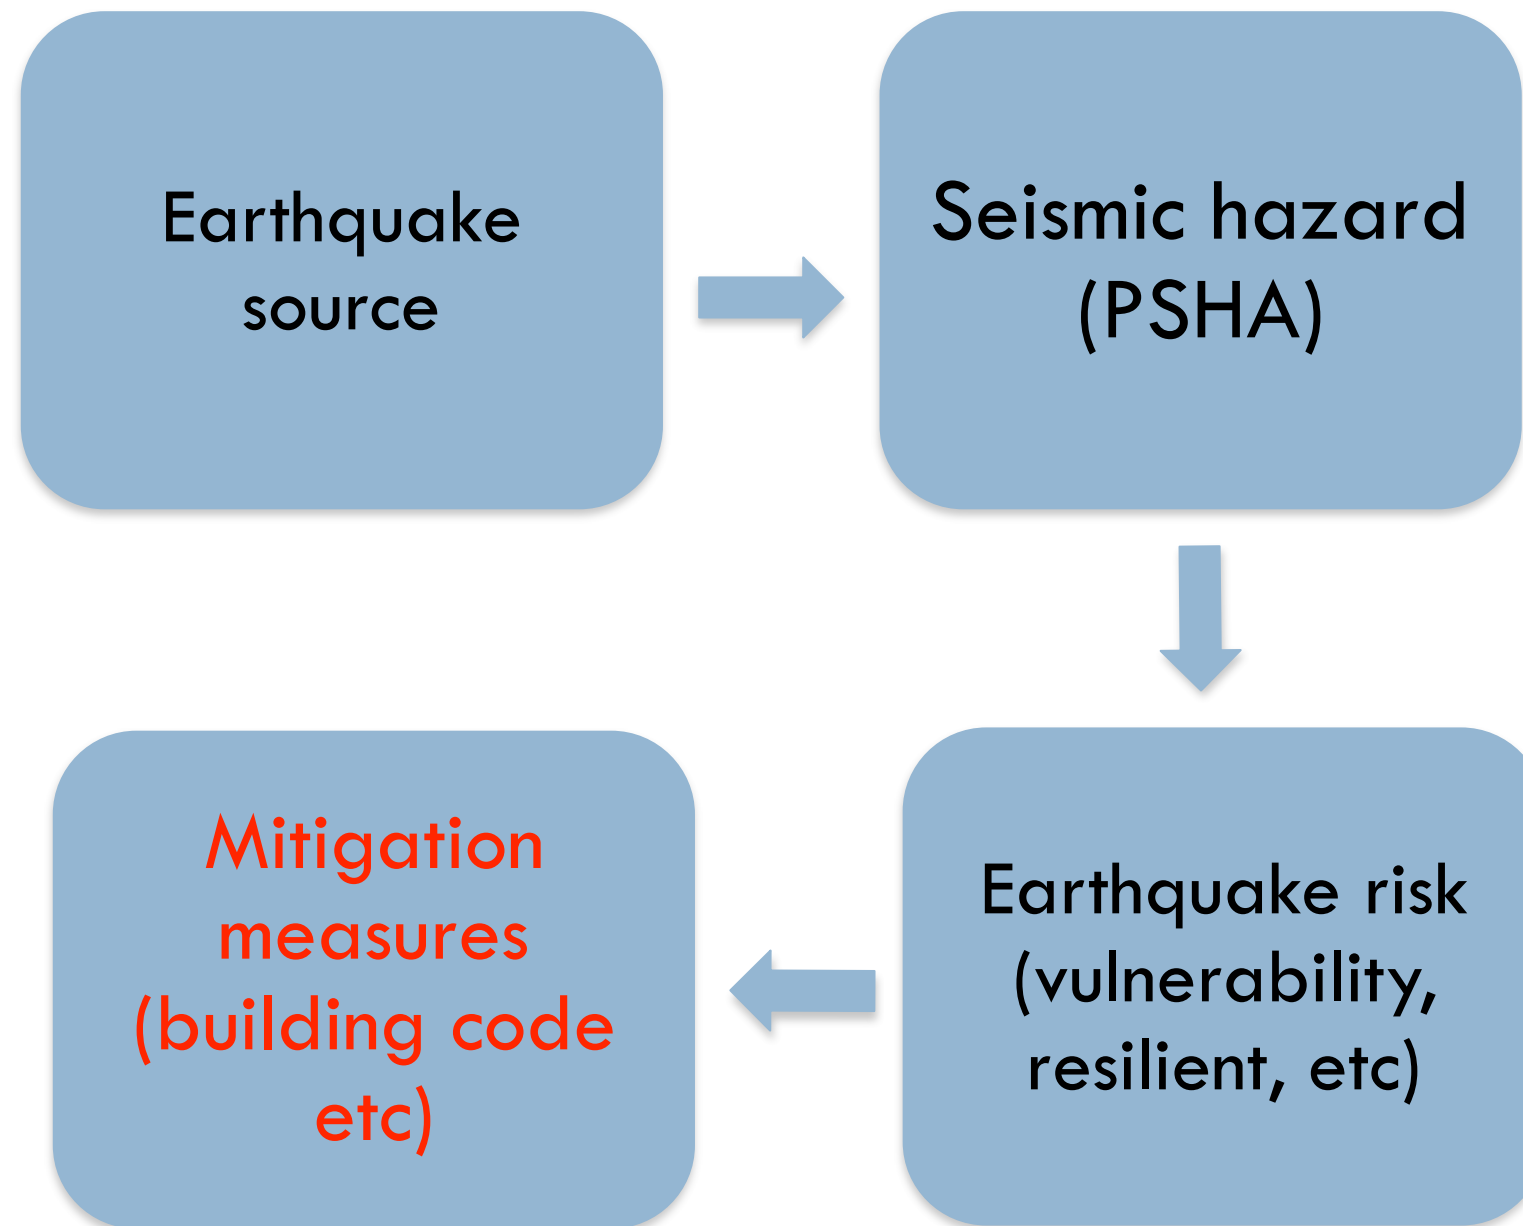 Earthquake
source
Seismic hazard
(PSHA)
Earthquake risk
(vulnerability,
resilient, etc)
Mitigation
measures
(building code
etc)